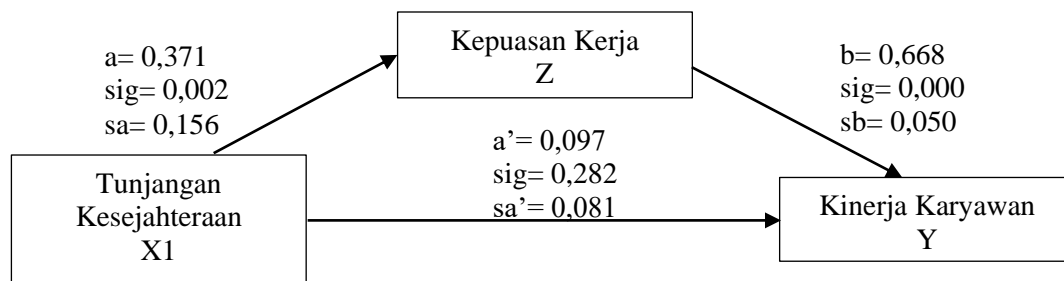 Kepuasan Kerja
Z
a= 0,371
sig= 0,002
sa= 0,156
b= 0,668
sig= 0,000
sb= 0,050
a’= 0,097
sig= 0,282
sa’= 0,081
Tunjangan
Kesejahteraan
X1
Kinerja Karyawan
Y